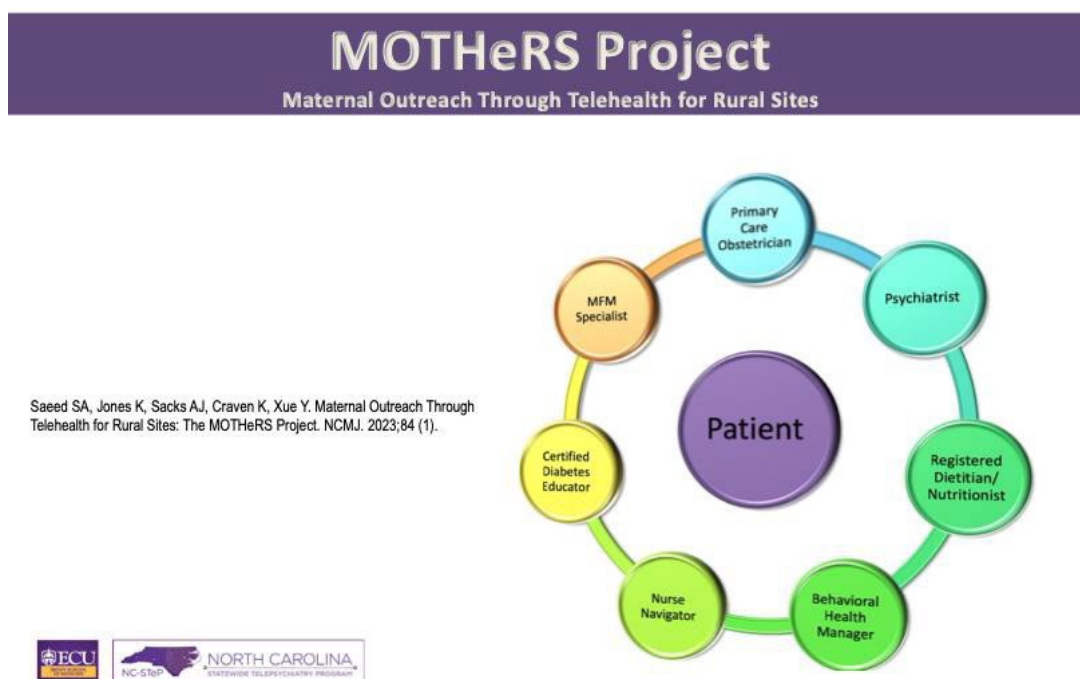 MOTHeRS Project
Maternal Outreach Through Telehealth for Rural Sites
Primary
Care
Obstetrician
Psychiatrist
Registered
Dietitian/
Nutritionist
Behavioral
Health
Manager
Nurse
Navigator
Certified
Diabetes
Educator
MFM
Specialist
Patient
Saeed SA, Jones K, Sacks AJ, Craven K, Xue Y. Maternal Outreach Through
Telehealth for Rural Sites: The MOTHeRS Project. NCMJ. 2023;84 (1).
ECU
NC-STeP
NORTH CAROLINA
STATEWIDE TELEPSYCHIATRY PROGRAM